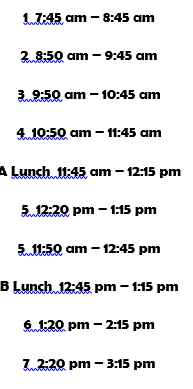 1 7:45 am – 8:45 am
2 8:50 am – 9:45 am
3 9:50 am – 10:45 am
4 10:50 am – 11:45 am
A Lunch 11:45 am – 12:15 pm
5 12:20 pm – 1:15 pm
5 11:50 am – 12:45 pm
B Lunch 12:45 pm – 1:15 pm
6 1:20 pm – 2:15 pm
7 2:20 pm – 3:15 pm